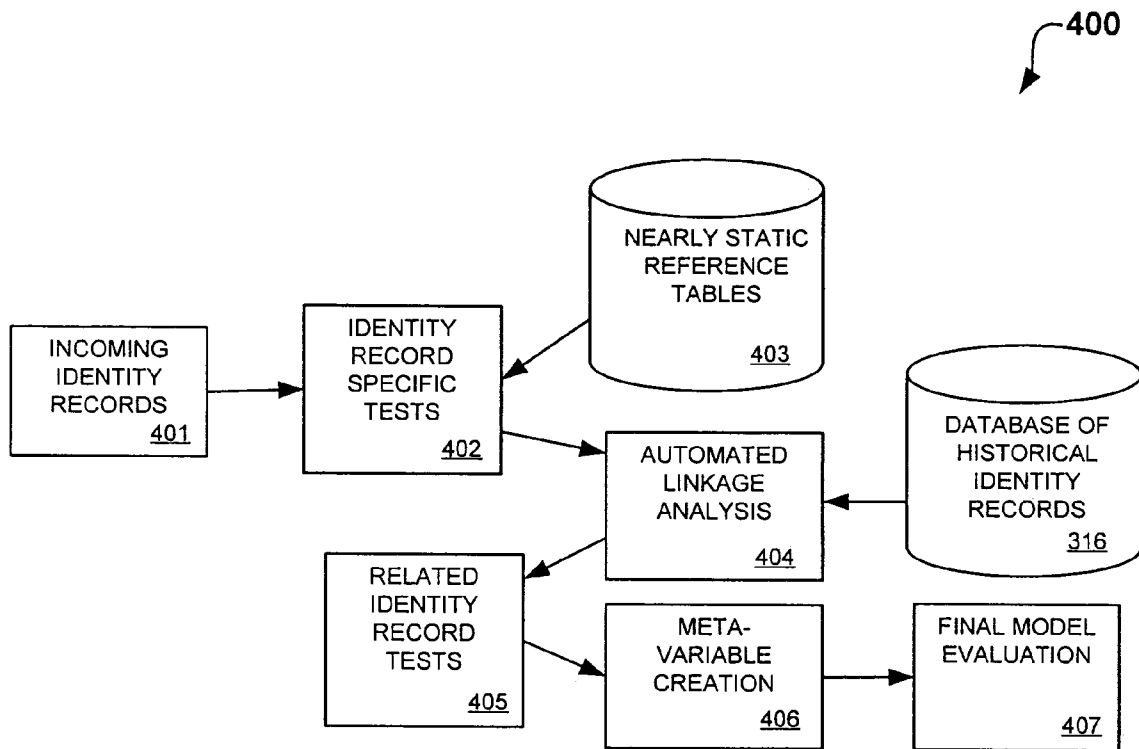 400
NEARLY STATIC
REFERENCE
TABLES
403
INCOMING
IDENTITY
RECORDS
401
IDENTITY
RECORD
SPECIFIC
TESTS
402
DATABASE OF
HISTORICAL
IDENTITY
RECORDS
316
AUTOMATED
LINKAGE
ANALYSIS
404
RELATED
IDENTITY
RECORD
TESTS
405
META-
VARIABLE
CREATION
406
FINAL MODEL
EVALUATION
407